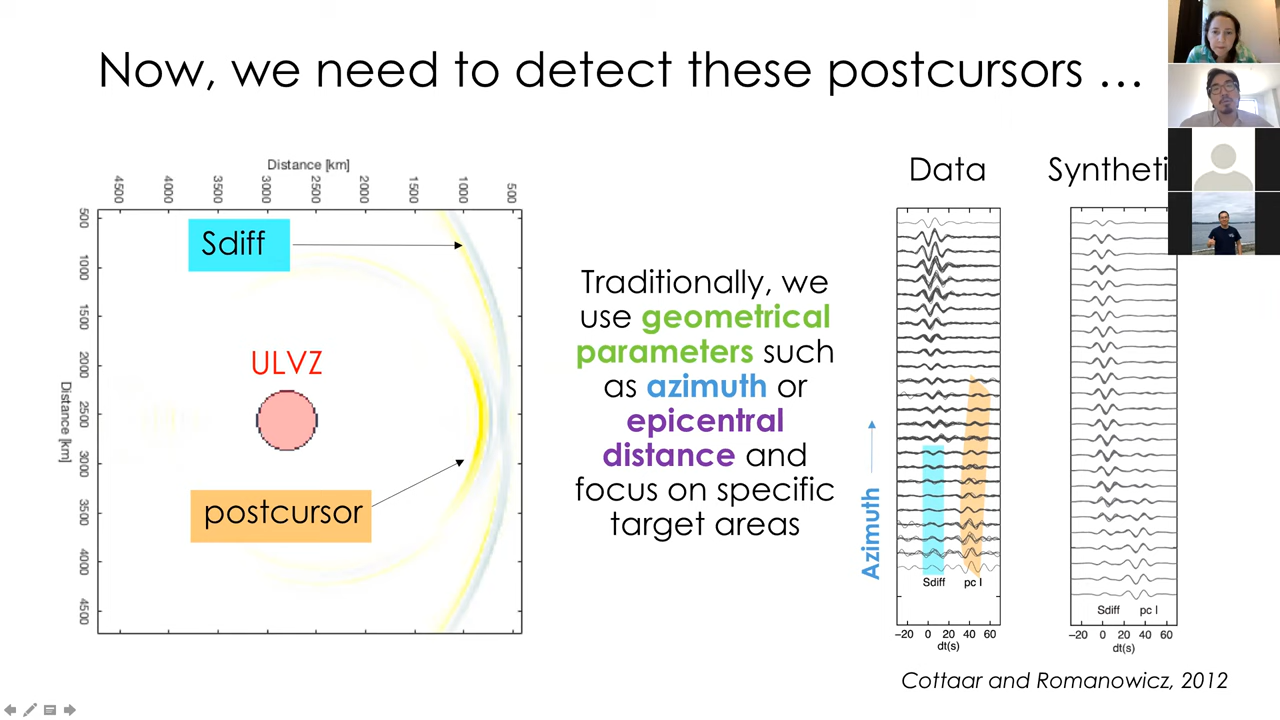 Now, we need to detect these postcursors ...
Distance [km]
4500 4000 3500 3000 2500 2000 1500 1000 500
500
1000
1500
2000
2500
3000
3500
4000
4500
Distance [km]
Sdiff
ULVZ
postcursor
Traditionally, we
use geometrical
parameters such
as azimuth or
epicentral
distance and
focus on specific
target areas
Azimuth
Data
Sdiff pc I
-20 0 20 40 60
dt(s)
Syntheti
Sdiff pc I
-20 0 20 40 60
dt(s)
Cottaar and Romanowicz, 2012